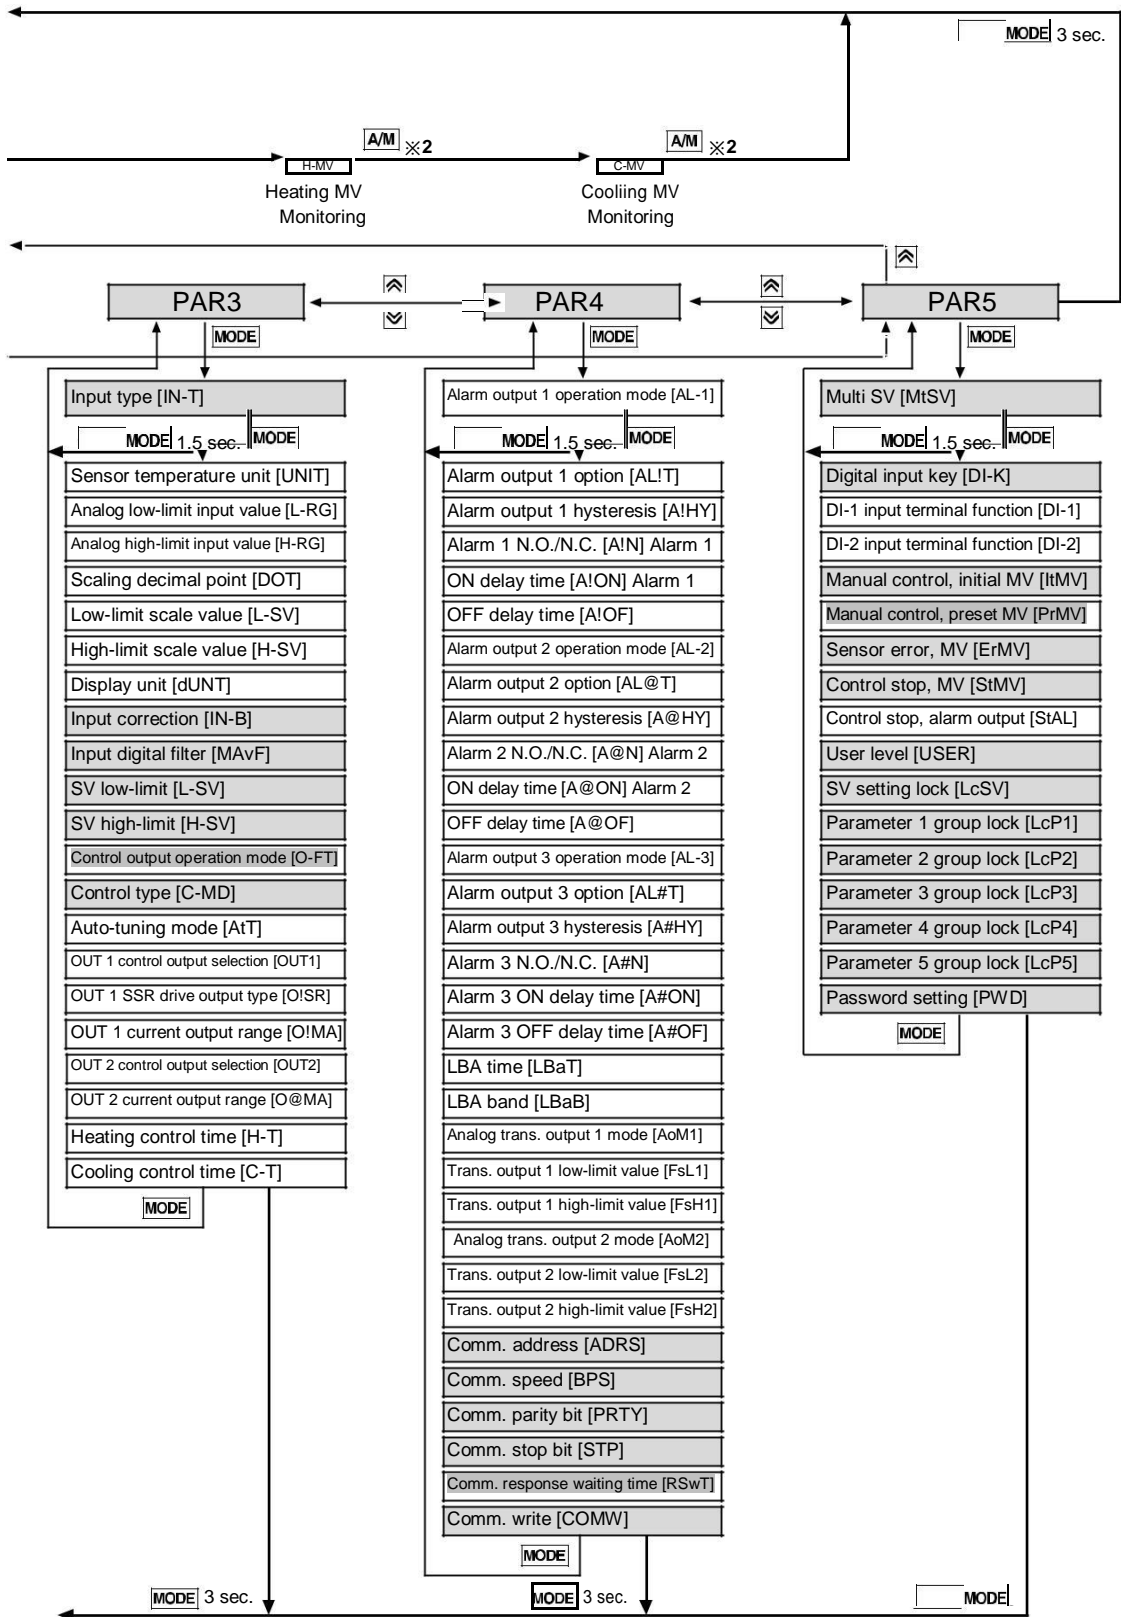 MODE 3 sec.
A/M ※2
A/M ※2
H-MV
C-MV
Heating MV
Monitoring
Cooliing MV
Monitoring
PAR3
PAR4
PAR5
MODE
MODE
MODE
Input type [IN-T]
MODE 1.5 sec. MODE
Sensor temperature unit [UNIT]
Analog low-limit input value [L-RG]
Analog high-limit input value [H-RG]
Scaling decimal point [DOT]
Low-limit scale value [L-SV]
High-limit scale value [H-SV]
Display unit [dUNT]
Input correction [IN-B]
Input digital filter [MAvF]
SV low-limit [L-SV]
SV high-limit [H-SV]
Control output operation mode [O-FT]
Control type [C-MD]
Auto-tuning mode [AtT]
OUT 1 control output selection [OUT1]
OUT 1 SSR drive output type [O!SR]
OUT 1 current output range [O!MA]
OUT 2 control output selection [OUT2]
OUT 2 current output range [O@MA]
Heating control time [H-T]
Cooling control time [C-T]
MODE
MODE 3 sec.
Alarm output 1 operation mode [AL-1]
MODE 1.5 sec. MODE
Alarm output 1 option [AL!T]
Alarm output 1 hysteresis [A!HY]
Alarm 1 N.O./N.C. [A!N] Alarm 1
ON delay time [A!ON] Alarm 1
OFF delay time [A!OF]
Alarm output 2 operation mode [AL-2]
Alarm output 2 option [AL@T]
Alarm output 2 hysteresis [A@HY]
Alarm 2 N.O./N.C. [A@N] Alarm 2
ON delay time [A@ON] Alarm 2
OFF delay time [A@OF]
Alarm output 3 operation mode [AL-3]
Alarm output 3 option [AL#T]
Alarm output 3 hysteresis [A#HY]
Alarm 3 N.O./N.C. [A#N]
Alarm 3 ON delay time [A#ON]
Alarm 3 OFF delay time [A#OF]
LBA time [LBaT]
LBA band [LBaB]
Analog trans. output 1 mode [AoM1]
Trans. output 1 low-limit value [FsL1]
Trans. output 1 high-limit value [FsH1]
Analog trans. output 2 mode [AoM2]
Trans. output 2 low-limit value [FsL2]
Trans. output 2 high-limit value [FsH2]
Comm. address [ADRS]
Comm. speed [BPS]
Comm. parity bit [PRTY]
Comm. stop bit [STP]
Comm. response waiting time [RSwT]
Comm. write [COMW]
MODE
MODE 3 sec.
Multi SV [MtSV]
MODE 1.5 sec. MODE
Digital input key [DI-K]
DI-1 input terminal function [DI-1]
DI-2 input terminal function [DI-2]
Manual control, initial MV [ItMV]
Manual control, preset MV [PrMV]
Sensor error, MV [ErMV]
Control stop, MV [StMV]
Control stop, alarm output [StAL]
User level [USER]
SV setting lock [LcSV]
Parameter 1 group lock [LcP1]
Parameter 2 group lock [LcP2]
Parameter 3 group lock [LcP3]
Parameter 4 group lock [LcP4]
Parameter 5 group lock [LcP5]
Password setting [PWD]
MODE
MODE